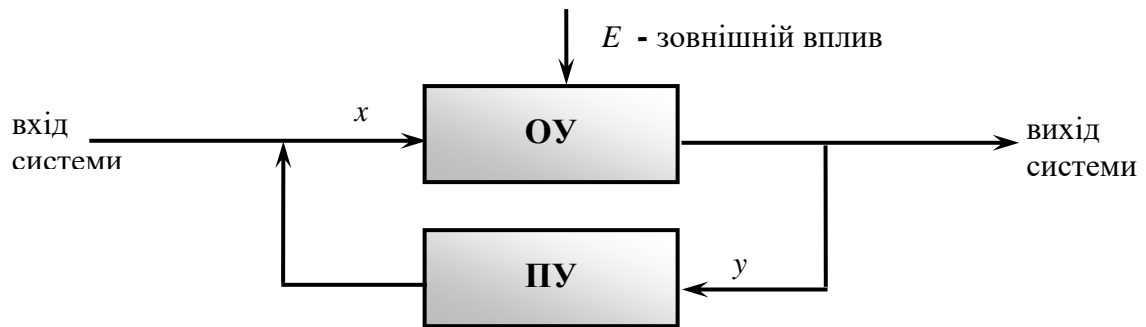 E - зовнішній вплив
x
вхід
системи
ОУ
вихід
системи
ПУ
y